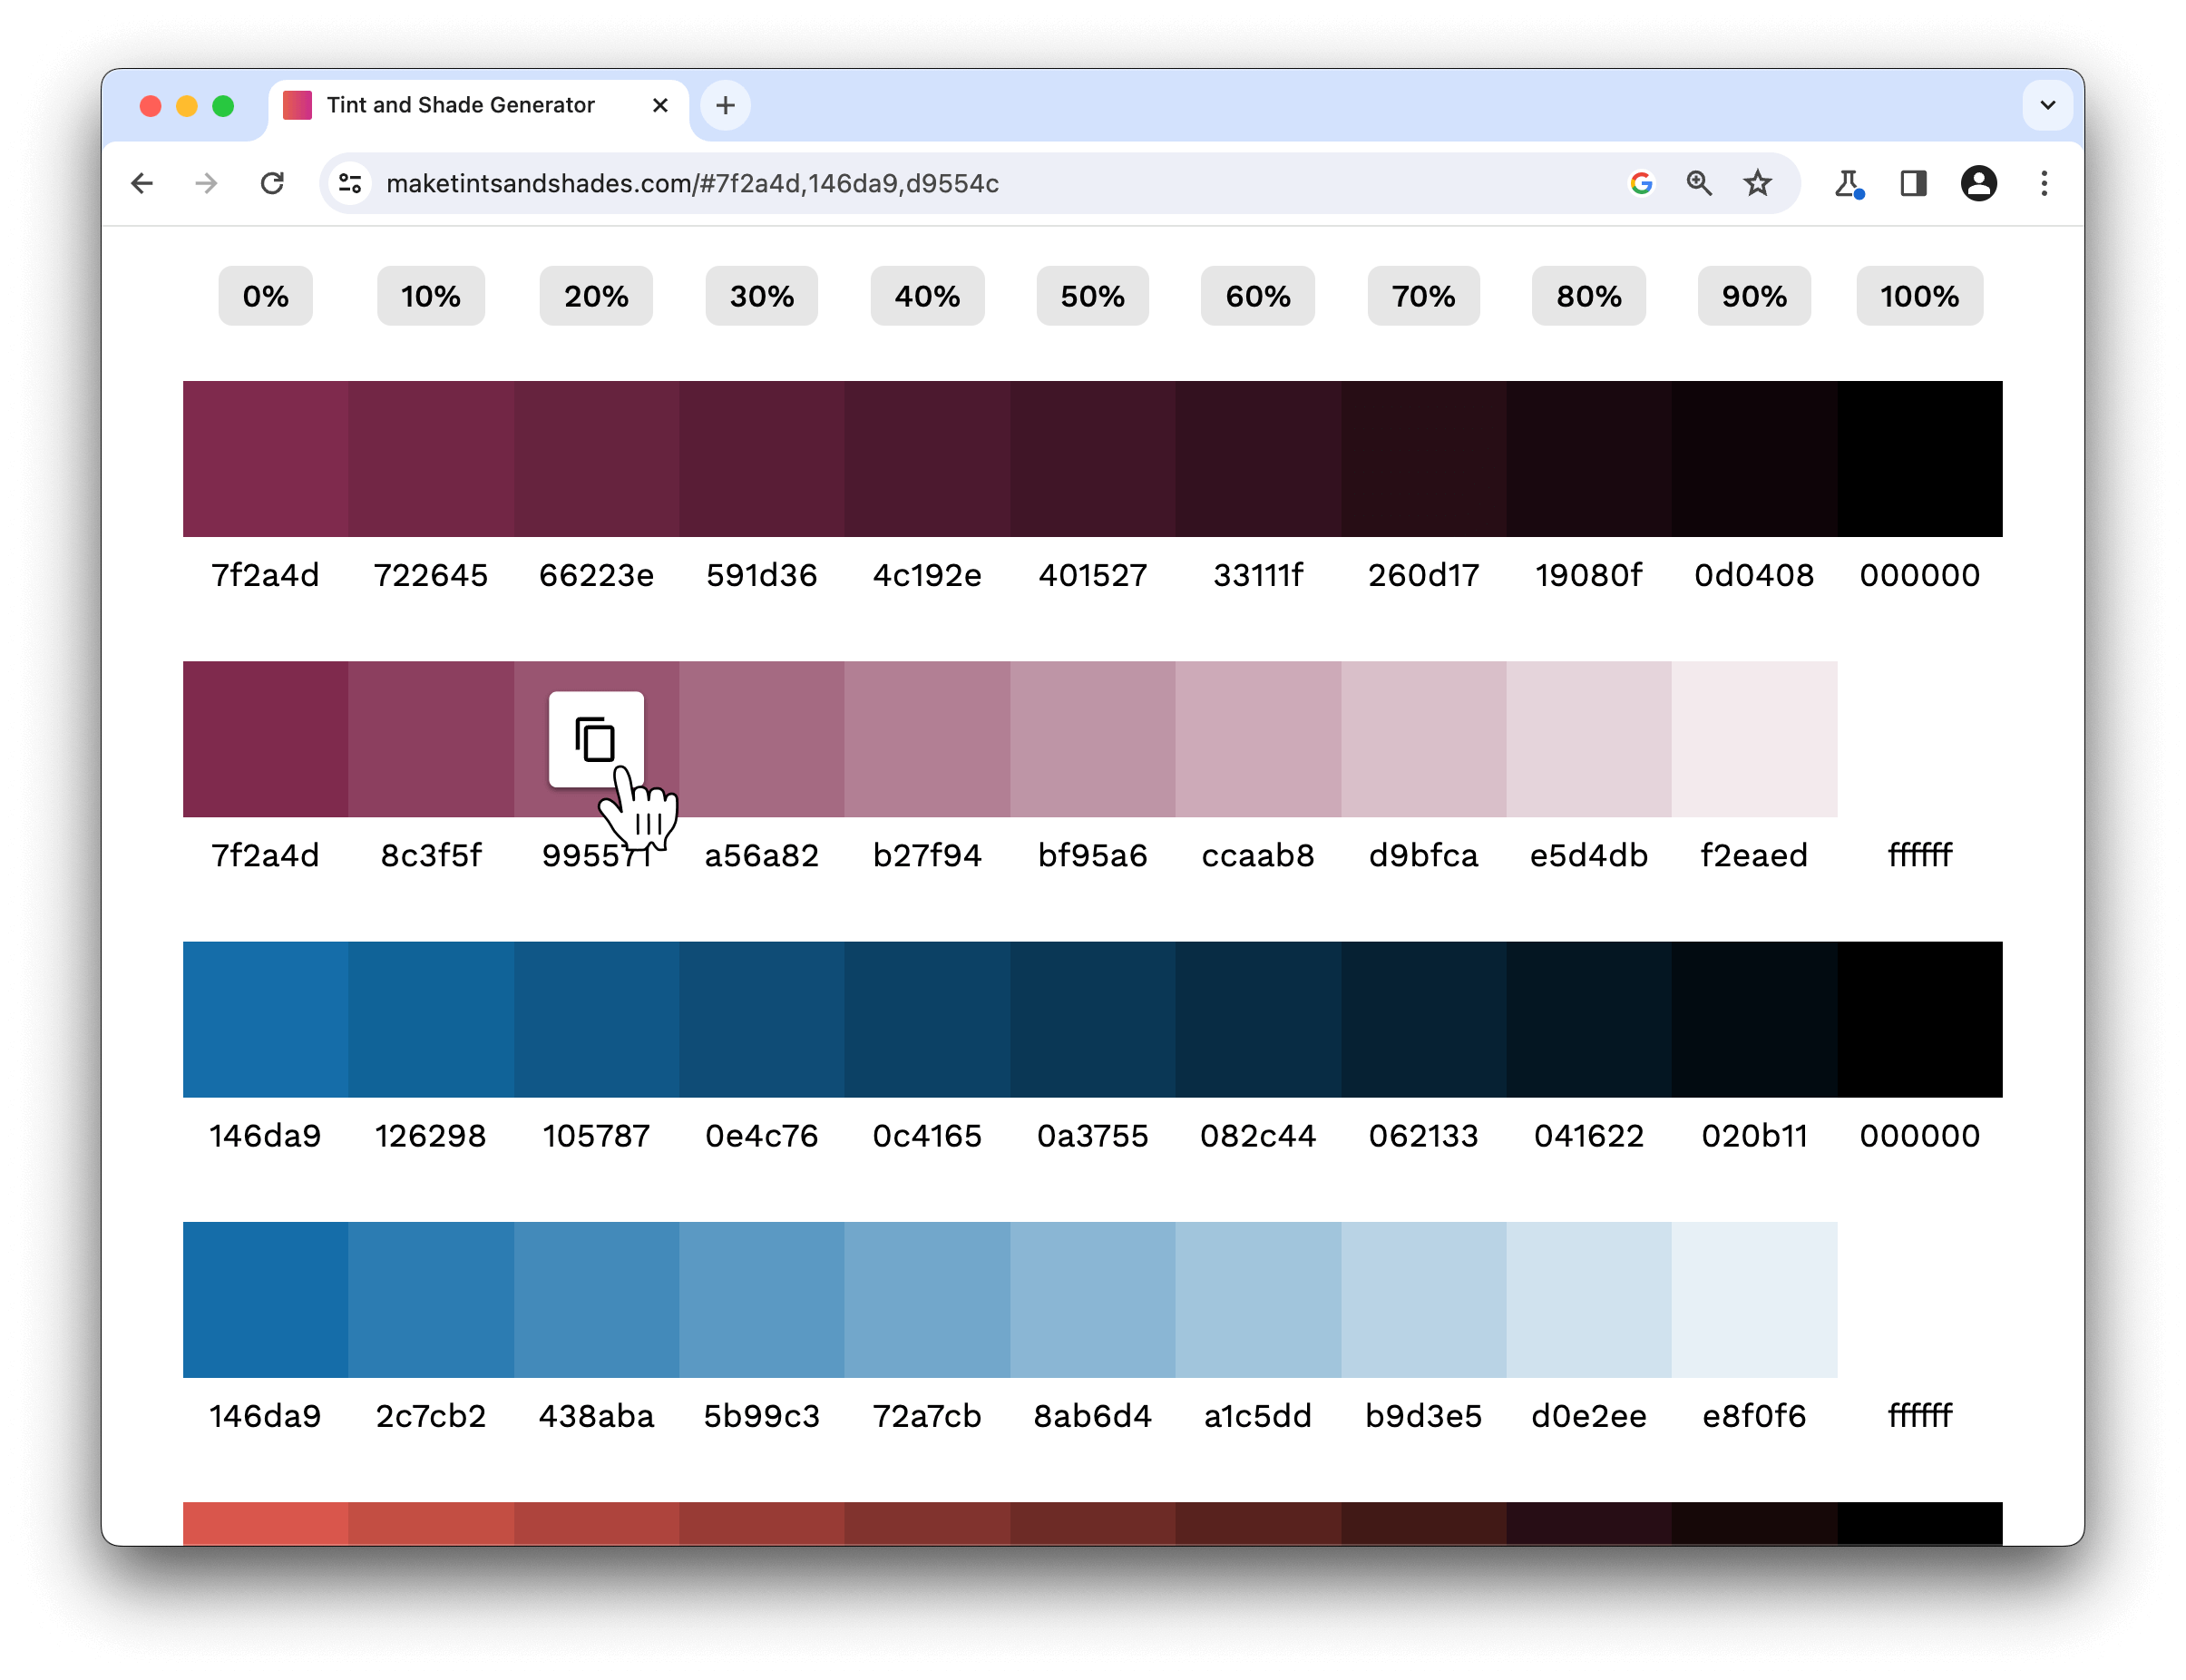 Tint and Shade Generator
maketintsandshades.com/#7f2a4d,146da9,d9554c
0% 10% 20% 30% 40% 50% 60% 70% 80% 90% 100%
7f2a4d 722645 66223e 591d36 4c192e 401527 33111f 260d17 19080f 0d0408 000000
7f2a4d 8c3f5f 99557f a56a82 b27f94 bf95a6 ccaab8 d9bfca e5d4db f2eaed ffffff
146da9 126298 105787 0e4c76 0c4165 0a3755 082c44 062133 041622 020b11 000000
146da9 2c7cb2 438aba 5b99c3 72a7cb 8ab6d4 a1c5dd b9d3e5 d0e2ee e8f0f6 ffffff